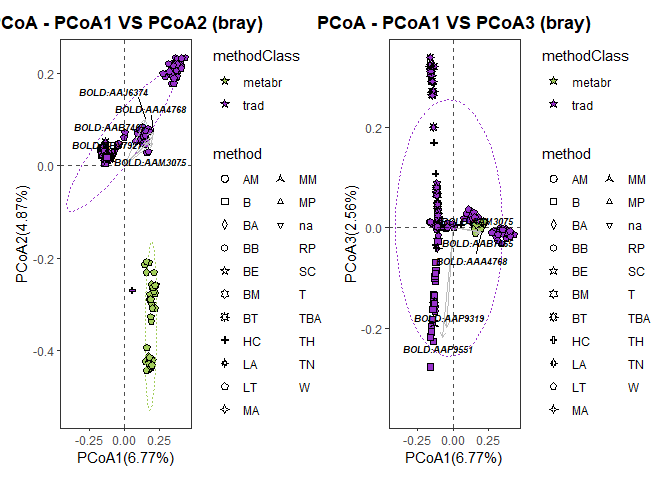 PCoA - PCoA1 VS PCoA2 (bray)
0.2
0.0
-0.2
-0.4
PCoA2(4.87%)
BOLD:AAJ6374
BOLD:AAA4768
BOLD:AAM3075
-0.25 0.00 0.25
PCoA1(6.77%)
methodClass
metabr
trad
method
AM MM
B MP
BA na
BB RP
BE SC
BM T
BT TBA
HC TH
LA TN
LT W
MA
PCoA - PCoA1 VS PCoA3 (bray)
0.2
0.0
-0.2
PCoA3(2.56%)
BOLD:AAA4768
BOLD:AAP9319
BOLD:AAP9551
-0.25 0.00 0.25
PCoA1(6.77%)
methodClass
metabr
trad
method
AM MM
B MP
BA na
BB RP
BE SC
BM T
BT TBA
HC TH
LA TN
LT W
MA